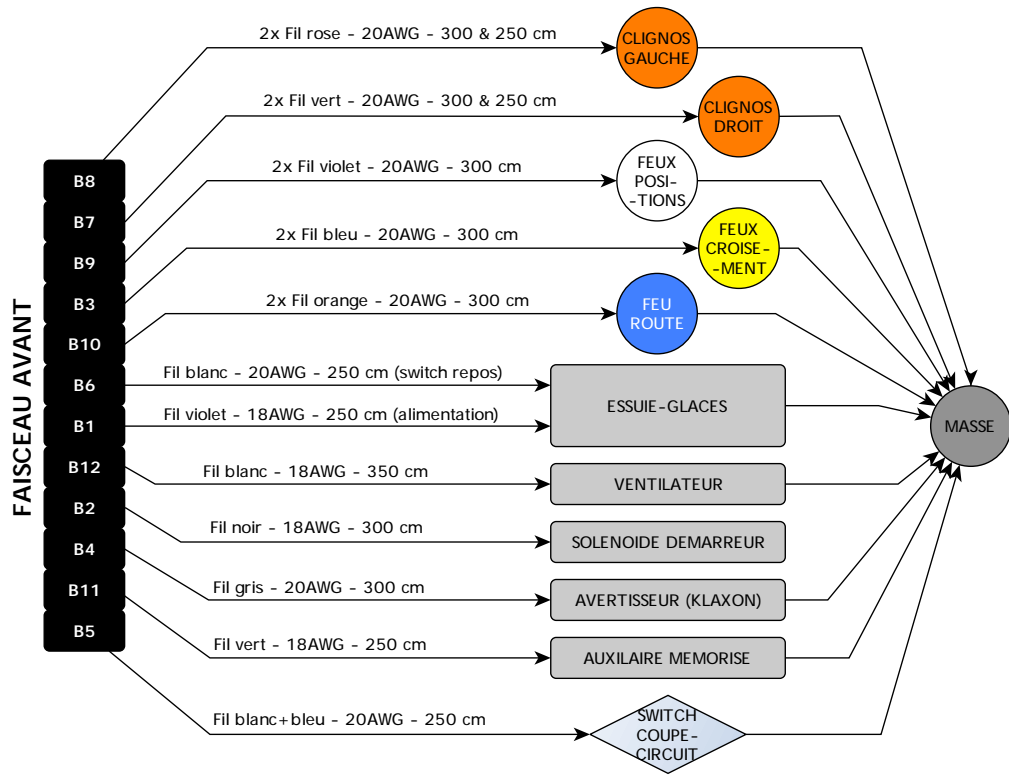 2x Fil rose - 20AWG - 300 & 250 cm
CLIGNOS
GAUCHE
2x Fil vert - 20AWG - 300 & 250 cm
CLIGNOS
DROIT
2x Fil violet - 20AWG - 300 cm
FEUX
POSI-
-TIONS
2x Fil bleu - 20AWG - 300 cm
FEUX
CROISE-
-MENT
2x Fil orange - 20AWG - 300 cm
FEU
ROUTE
FAISCEAU AVANT
B8
B7
B9
B3
B10
B6
B1
B12
B2
B4
B11
B5
Fil blanc - 20AWG - 250 cm (switch repos)
Fil violet - 18AWG - 250 cm (alimentation)
ESSUIE-GLACES
MASSE
Fil blanc - 18AWG - 350 cm
VENTILATEUR
Fil noir - 18AWG - 300 cm
SOLENOIDE DEMARREUR
Fil gris - 20AWG - 300 cm
AVERTISSEUR (KLAXON)
Fil vert - 18AWG - 250 cm
AUXILAIRE MEMORISE
Fil blanc+bleu - 20AWG - 250 cm
SWITCH
COUPE-
CIRCUIT